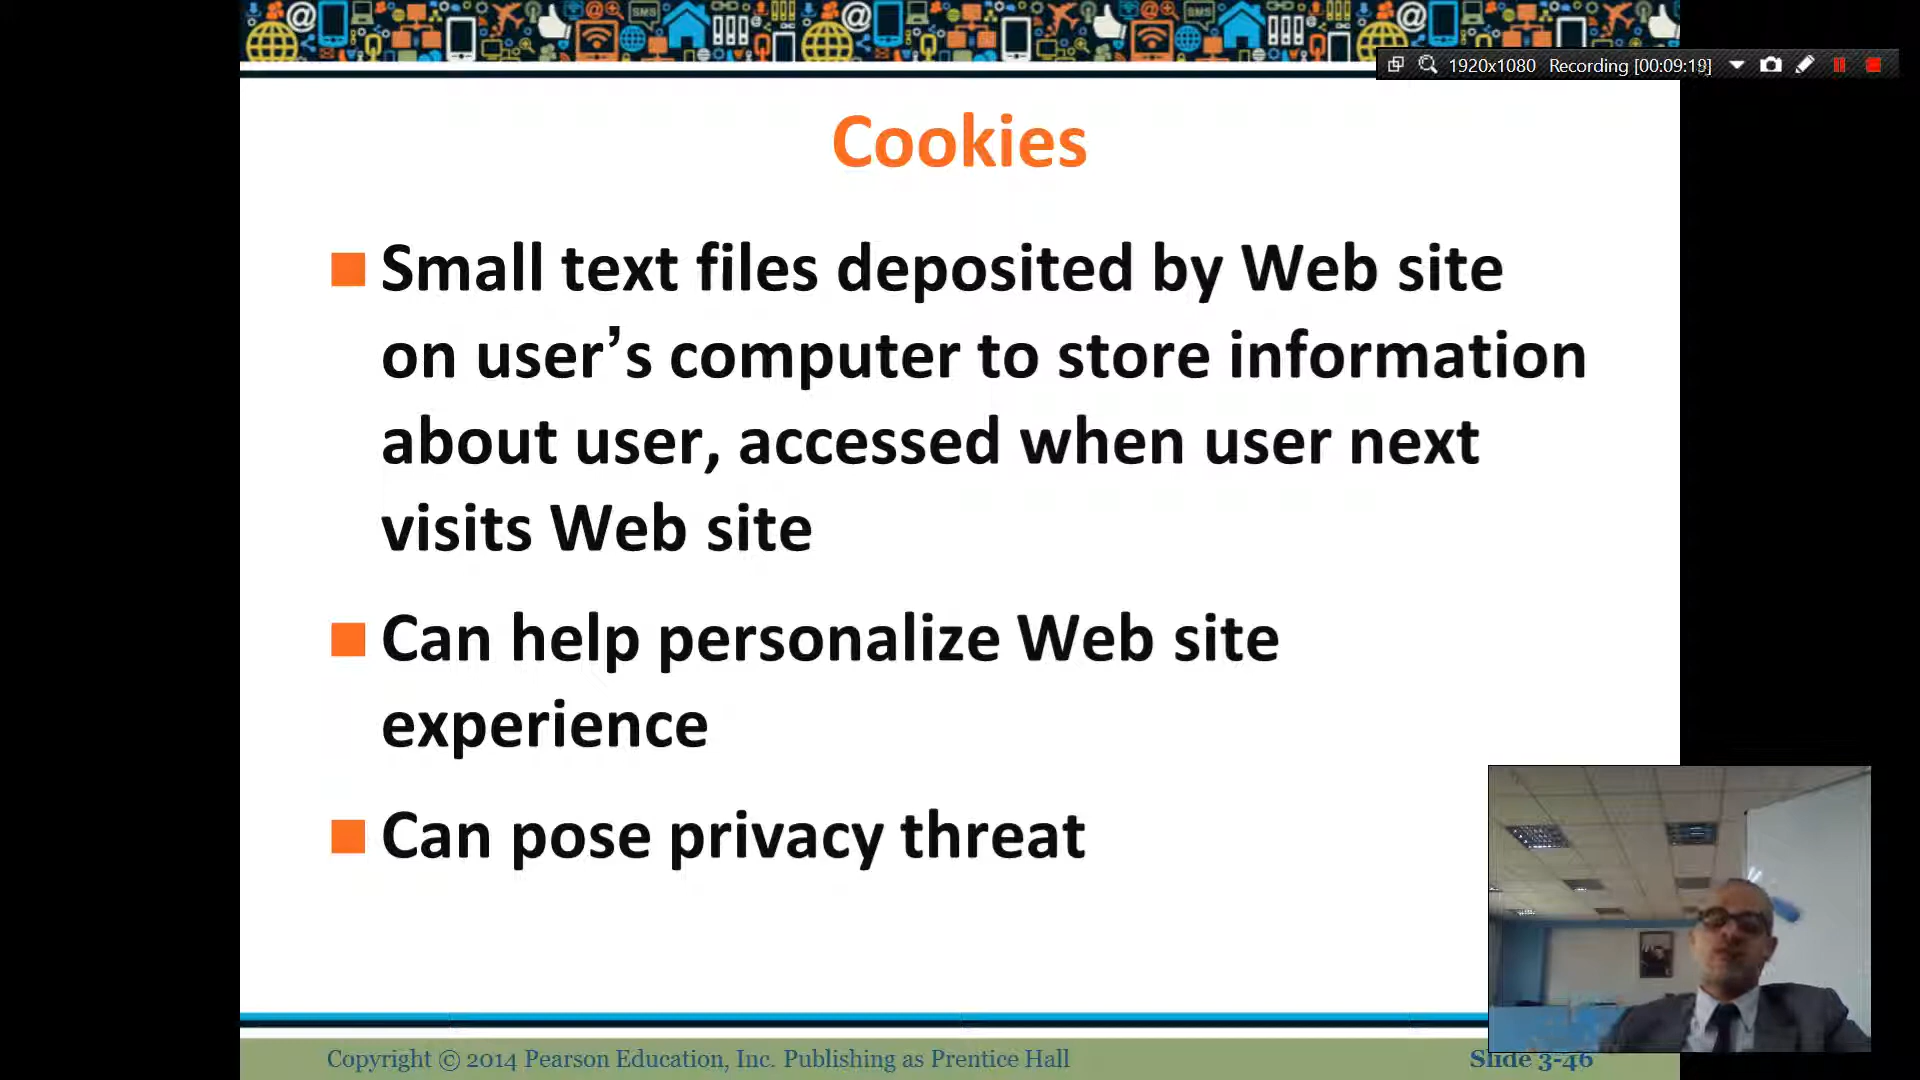 SMS SMS
1920x1080 Recording [00:09:19]
Cookies
Small text files deposited by Web site
on user’s computer to store information
about user, accessed when user next
visits Web site
Can help personalize Web site
experience
Can pose privacy threat
Copyright © 2014 Pearson Education, Inc. Publishing as Prentice Hall
Slide 3-46